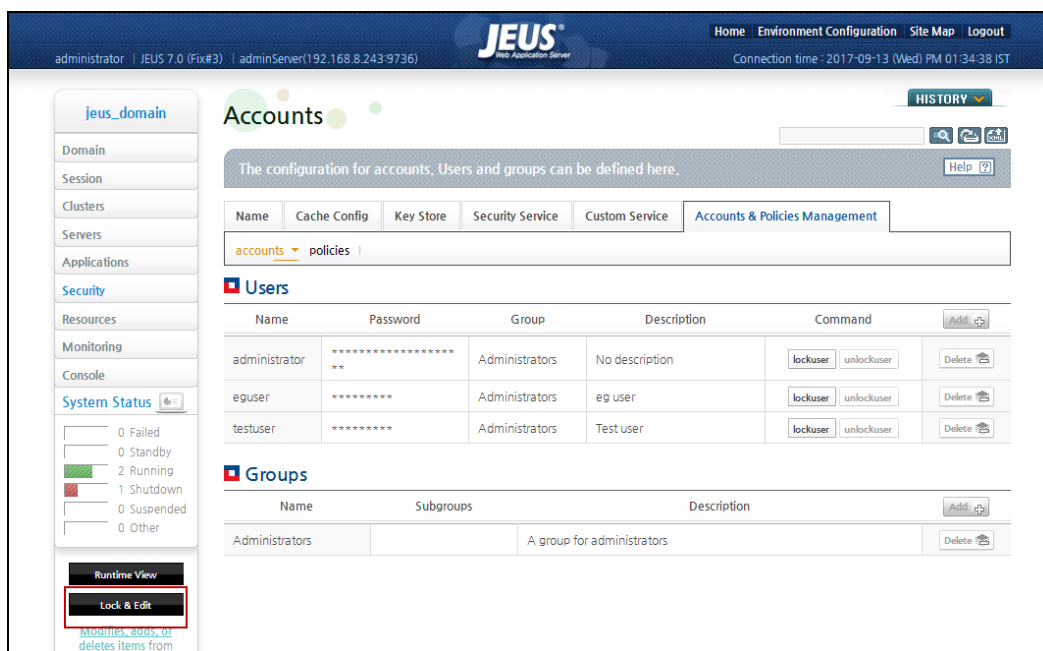 JEUS
Web Application Server
Home Environment Configuration Site Map Logout
administrator | JEUS 7.0 (Fix#3) | adminServer(192.168.8.243:9736)
Connection time : 2017-09-13 (Wed) PM 01:34:38 IST
jeus_domain
Domain
Session
Clusters
Servers
Applications
Security
Resources
Monitoring
Console
System Status
0 Failed
0 Standby
2 Running
1 Shutdown
0 Suspended
0 Other
Runtime View
Lock & Edit
Modifies, adds, or
deletes items from
HISTORY
Accounts
XML
The configuration for accounts. Users and groups can be defined here.
Help ?
Name Cache Config Key Store Security Service Custom Service Accounts & Policies Management
accounts policies
Users
Name Password Group Description Command Add
administrator ****************** Administrators No description lockuser unlockuser Delete
**
eguser ********* Administrators eg user lockuser unlockuser Delete
testuser ********* Administrators Test user lockuser unlockuser Delete
Groups
Name Subgroups Description Add
Administrators A group for administrators Delete